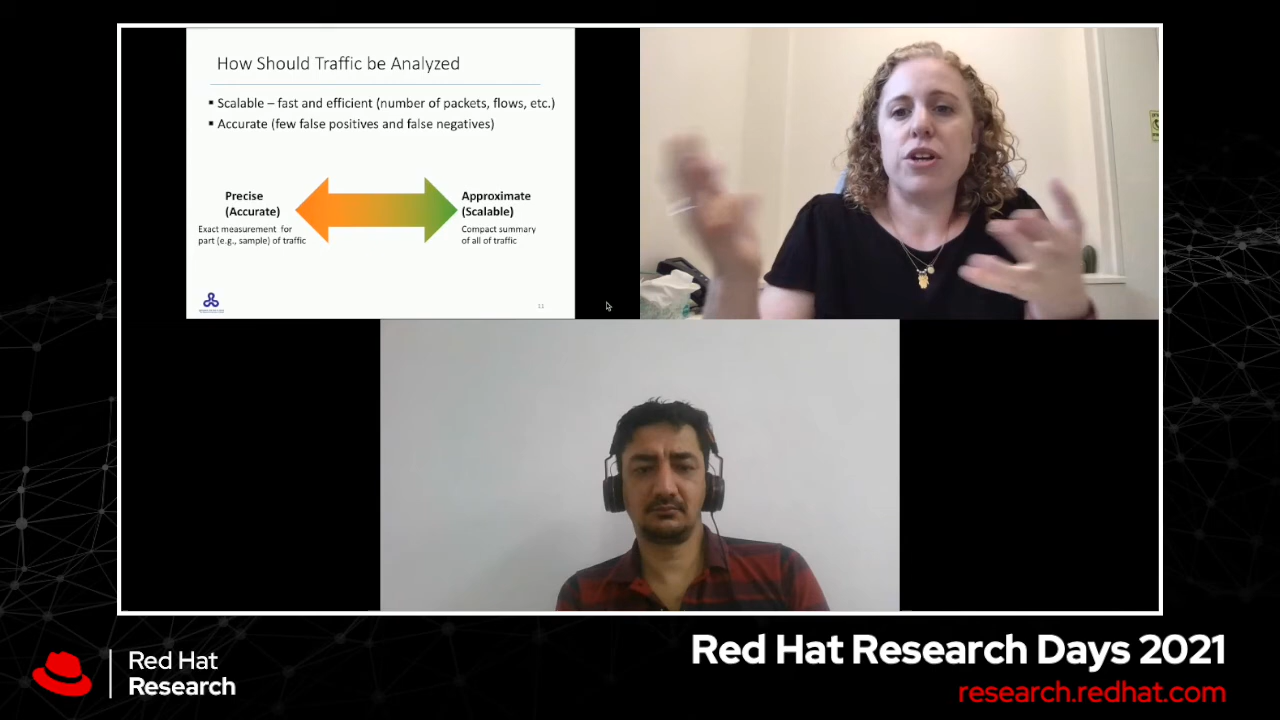 How Should Traffic be Analyzed
▪ Scalable – fast and efficient (number of packets, flows, etc.)
▪ Accurate (few false positives and false negatives)
Precise
(Accurate)
Exact measurement for
part (e.g., sample) of traffic
Approximate
(Scalable)
Compact summary
of all of traffic
11
Red Hat
Research
Red Hat Research Days 2021
research.redhat.com